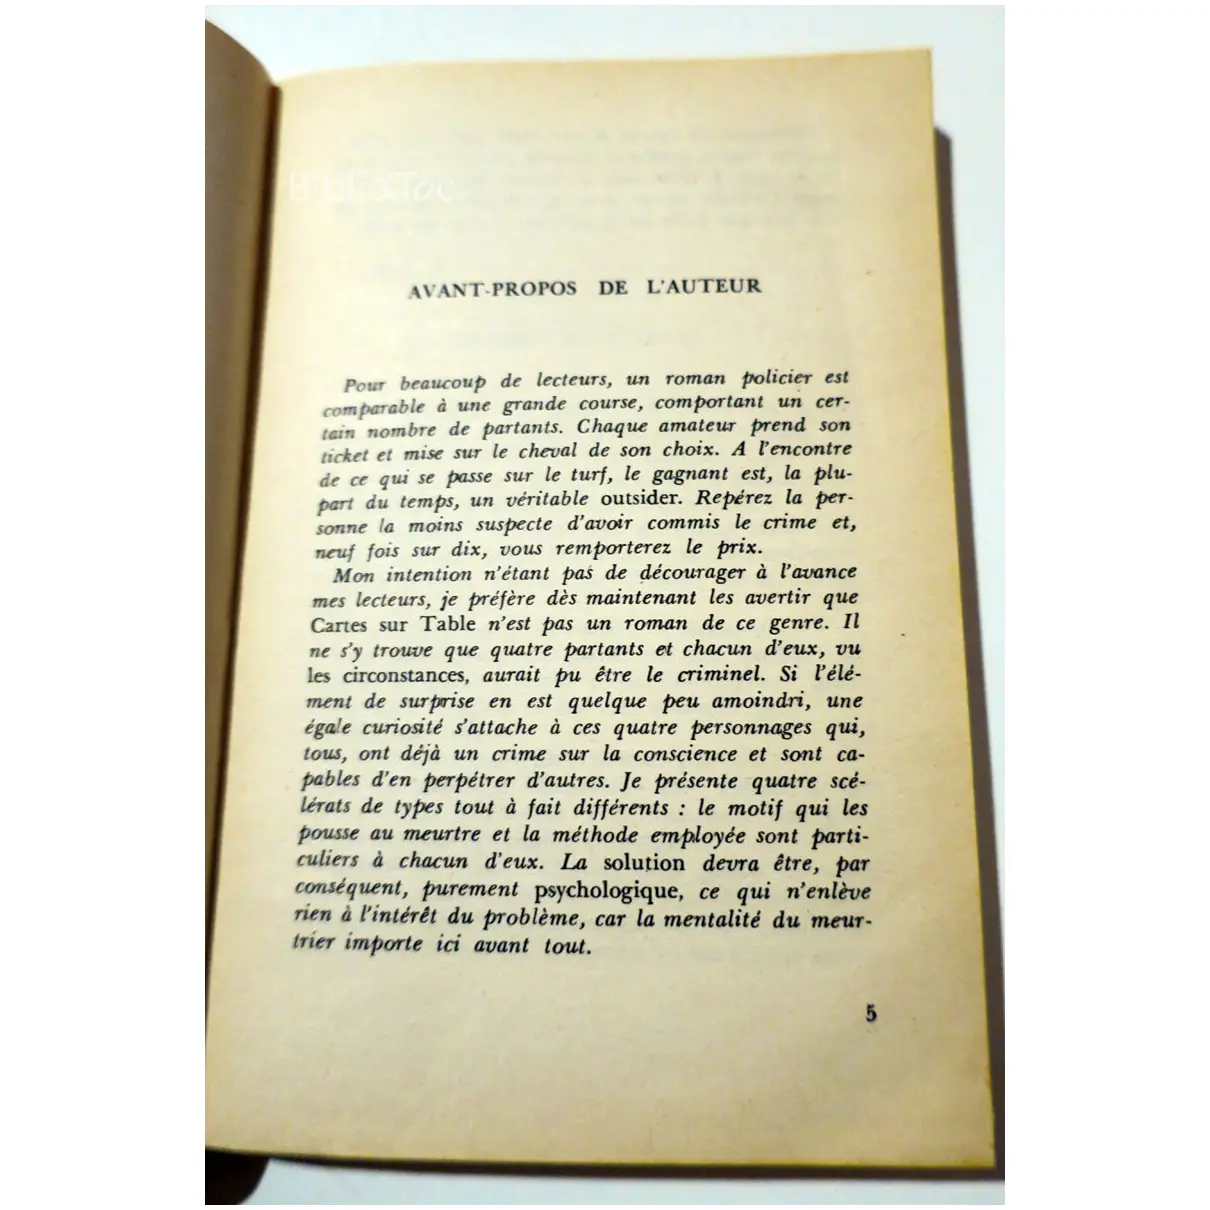 BiblioToc
AVANT-PROPOS DE L'AUTEUR
Pour beaucoup de lecteurs, un roman policier est
comparable à une grande course, comportant un cer-
tain nombre de partants. Chaque amateur prend son
ticket et mise sur le cheval de son choix. A l'encontre
de ce qui se passe sur le turf, le gagnant est, la plu-
part du temps, un véritable outsider. Repérez la per-
sonne la moins suspecte d'avoir commis le crime et,
neuf fois sur dix, vous remporterez le prix.
Mon intention n'étant pas de décourager à l'avance
mes lecteurs, je préfère dès maintenant les avertir que
Cartes sur Table n'est pas un roman de ce genre. Il
ne s'y trouve que quatre partants et chacun d'eux, vu
les circonstances, aurait pu être le criminel. Si l'élé-
ment de surprise en est quelque peu amoindri, une
égale curiosité s'attache à ces quatre personnages qui,
tous, ont déjà un crime sur la conscience et sont ca-
pables d'en perpétrer d'autres. Je présente quatre scé-
lérats de types tout à fait différents : le motif qui les
pousse au meurtre et la méthode employée sont parti-
culiers à chacun d'eux. La solution devra être, par
conséquent, purement psychologique, ce qui n'enlève
rien à l'intérêt du problème, car la mentalité du meur-
trier importe ici avant tout.
5